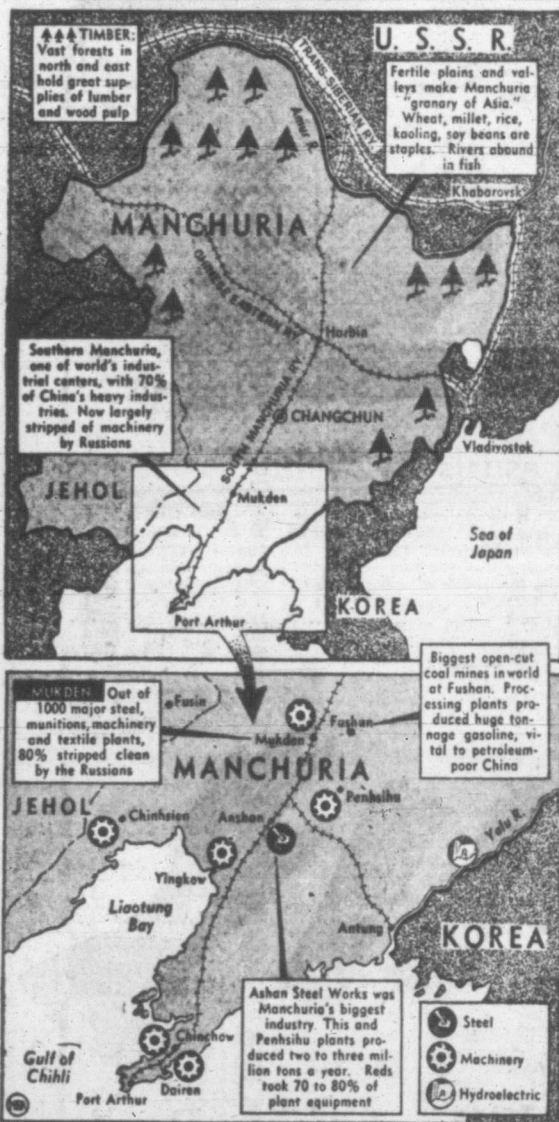 TIMBER:
Vast forests in
north and east
hold great sup-
plies of lumber
and wood pulp
U. S. S. R.
TRANS-SIBERIAN RY.
Fertile plains and val-
leys make Manchuria
"granary of Asia."
Wheat, millet, rice,
kaoling, soy beans are
staples. Rivers abound
in fish
Amur R.
Khabarovsk
MANCHURIA
CHINESE EASTERN RY.
Harbin
Southern Manchuria,
one of world's indus-
trial centers, with 70%
of China's heavy indus-
tries. Now largely
stripped of machinery
by Russians
SOUTH MANCHURIA RY.
CHANGCHUN
Vladivostok
JEHOL
Mukden
Sea of
Japan
KOREA
Port Arthur
MUKDEN Out of
1000 major steel,
munitions, machinery
and textile plants,
80% stripped clean
by the Russians
Fusin
Biggest open-cut
coal mines in world
at Fushan. Proc-
essing plants pro-
duced huge ton-
nage gasoline, vi-
tal to petroleum-
poor China
Mukden
Fushan
MANCHURIA
JEHOL
Chinhsien
Anshan
Penhsihu
Yingkow
Yalu R.
Liaotung
Bay
Antung
KOREA
Ashan Steel Works was
Manchuria's biggest
industry. This and
Penhsihu plants pro-
duced two to three mil-
lion tons a year. Reds
took 70 to 80% of
plant equipment
Steel
Machinery
Hydroelectric
Chinchow
Gulf of
Chihli
Dairen
Port Arthur
NEA